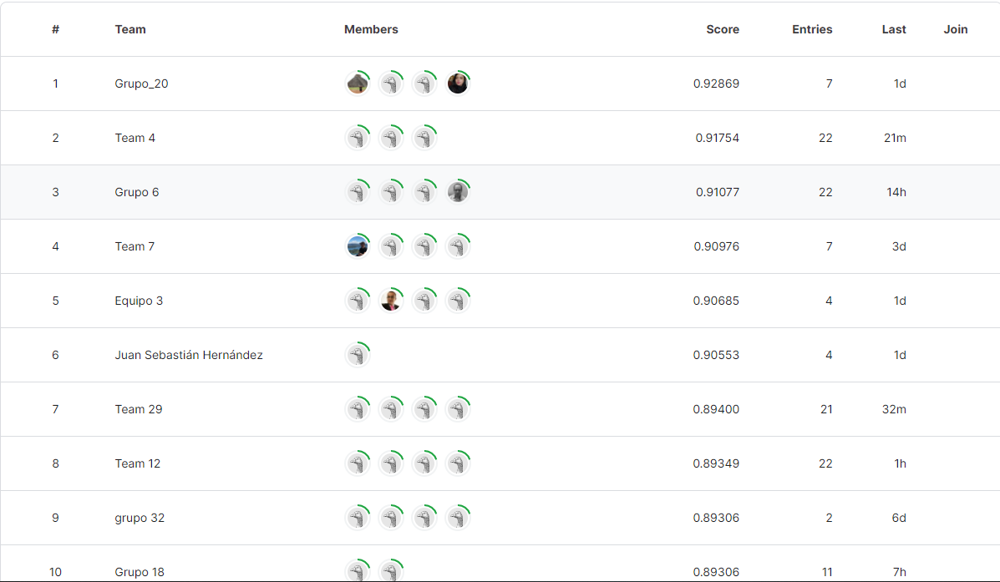 # Team Members Score Entries Last Join
1 Grupo_20 0.92869 7 1d
2 Team 4 0.91754 22 21m
3 Grupo 6 0.91077 22 14h
4 Team 7 0.90976 7 3d
5 Equipo 3 0.90685 4 1d
6 Juan Sebastián Hernández 0.90553 4 1d
7 Team 29 0.89400 21 32m
8 Team 12 0.89349 22 1h
9 grupo 32 0.89306 2 6d
10 Grupo 18 0.89306 11 7h